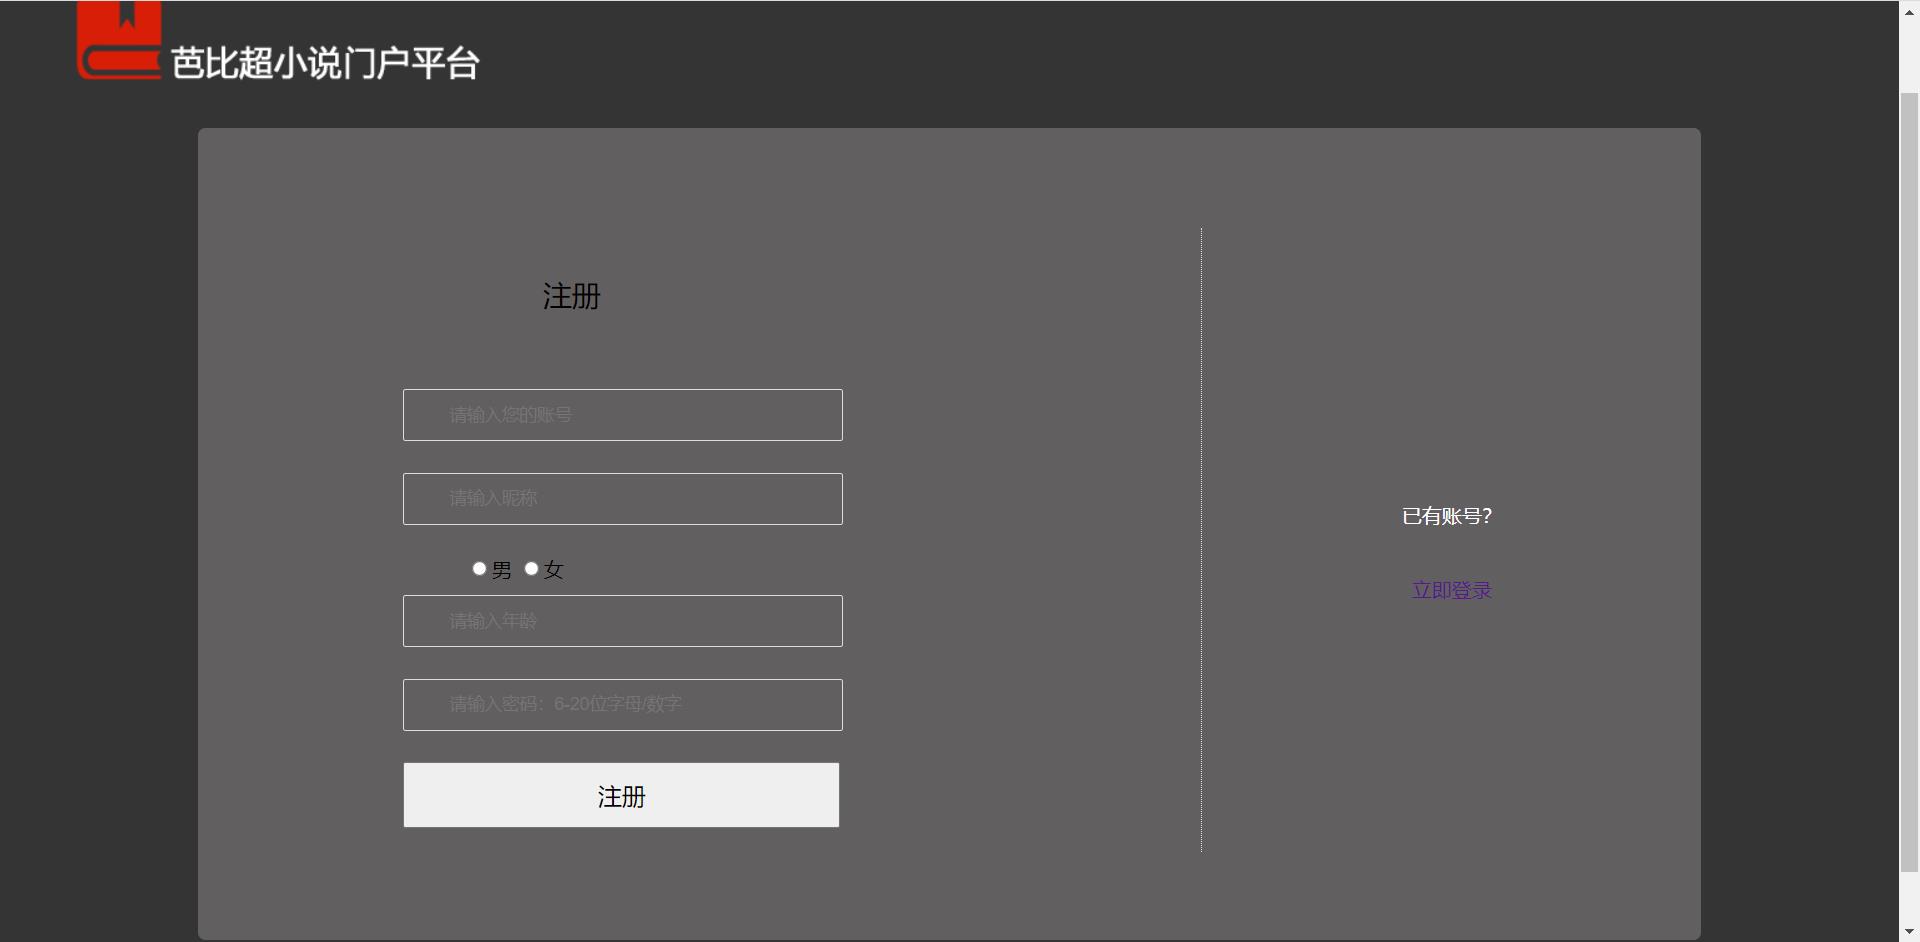 芭比超小说门户平台
注册
请输入您的账号
请输入昵称
男 女
请输入年龄
请输入密码：6-20位字母/数字
注册
已有账号？
立即登录